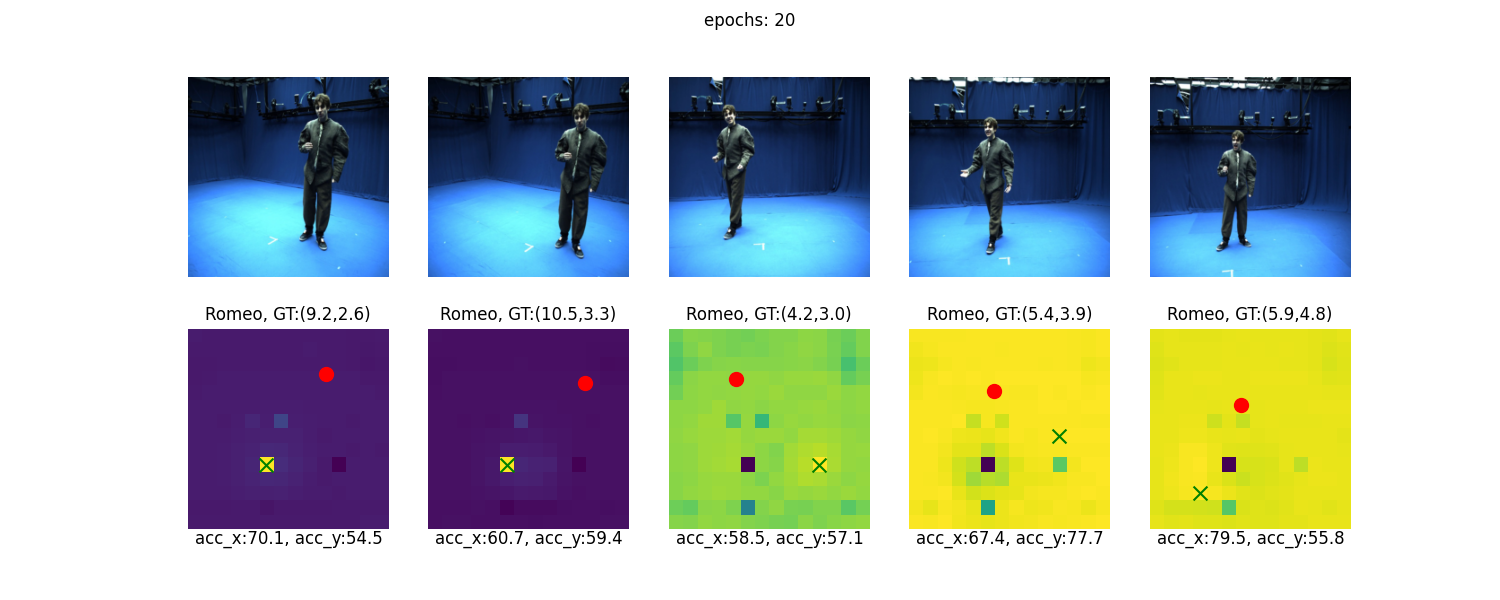 epochs: 20
Romeo, GT:(9.2,2.6)
Romeo, GT:(10.5,3.3)
Romeo, GT:(4.2,3.0)
Romeo, GT:(5.4,3.9)
Romeo, GT:(5.9,4.8)
acc_x:70.1, acc_y:54.5
acc_x:60.7, acc_y:59.4
acc_x:58.5, acc_y:57.1
acc_x:67.4, acc_y:77.7
acc_x:79.5, acc_y:55.8